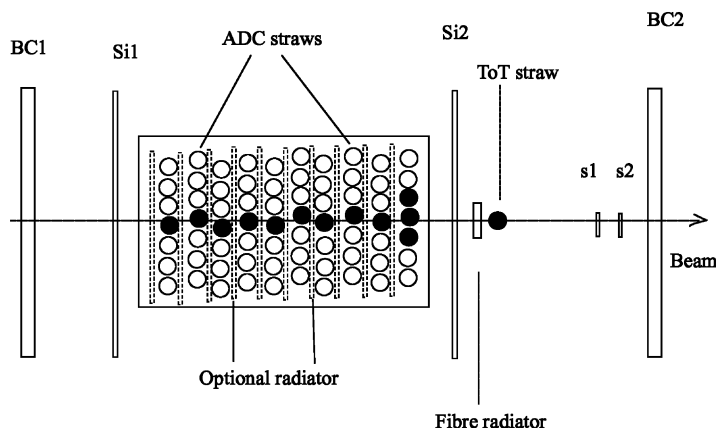 BC1
Si1
ADC straws
Si2
ToT straw
BC2
s1
s2
Beam
Optional radiator
Fibre radiator